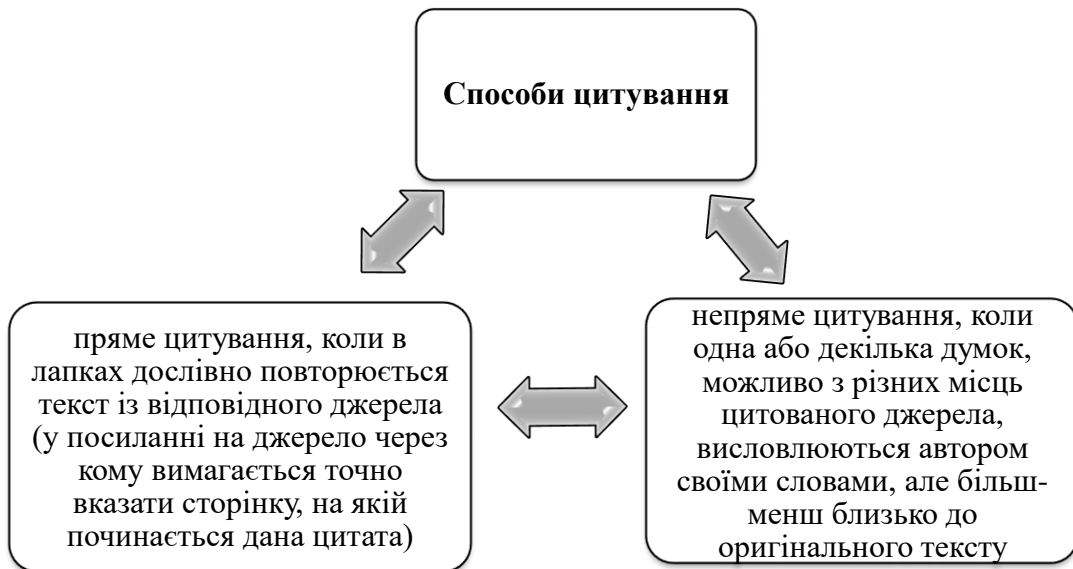 Способи цитування
пряме цитування, коли в
лапках дослівно повторюється
текст із відповідного джерела
(у посиланні на джерело через
кому вимагається точно
вказати сторінку, на якій
починається дана цитата)
непряме цитування, коли
одна або декілька думок,
можливо з різних місць
цитованого джерела,
висловлюються автором
своїми словами, але більш-
менш близько до
оригінального тексту